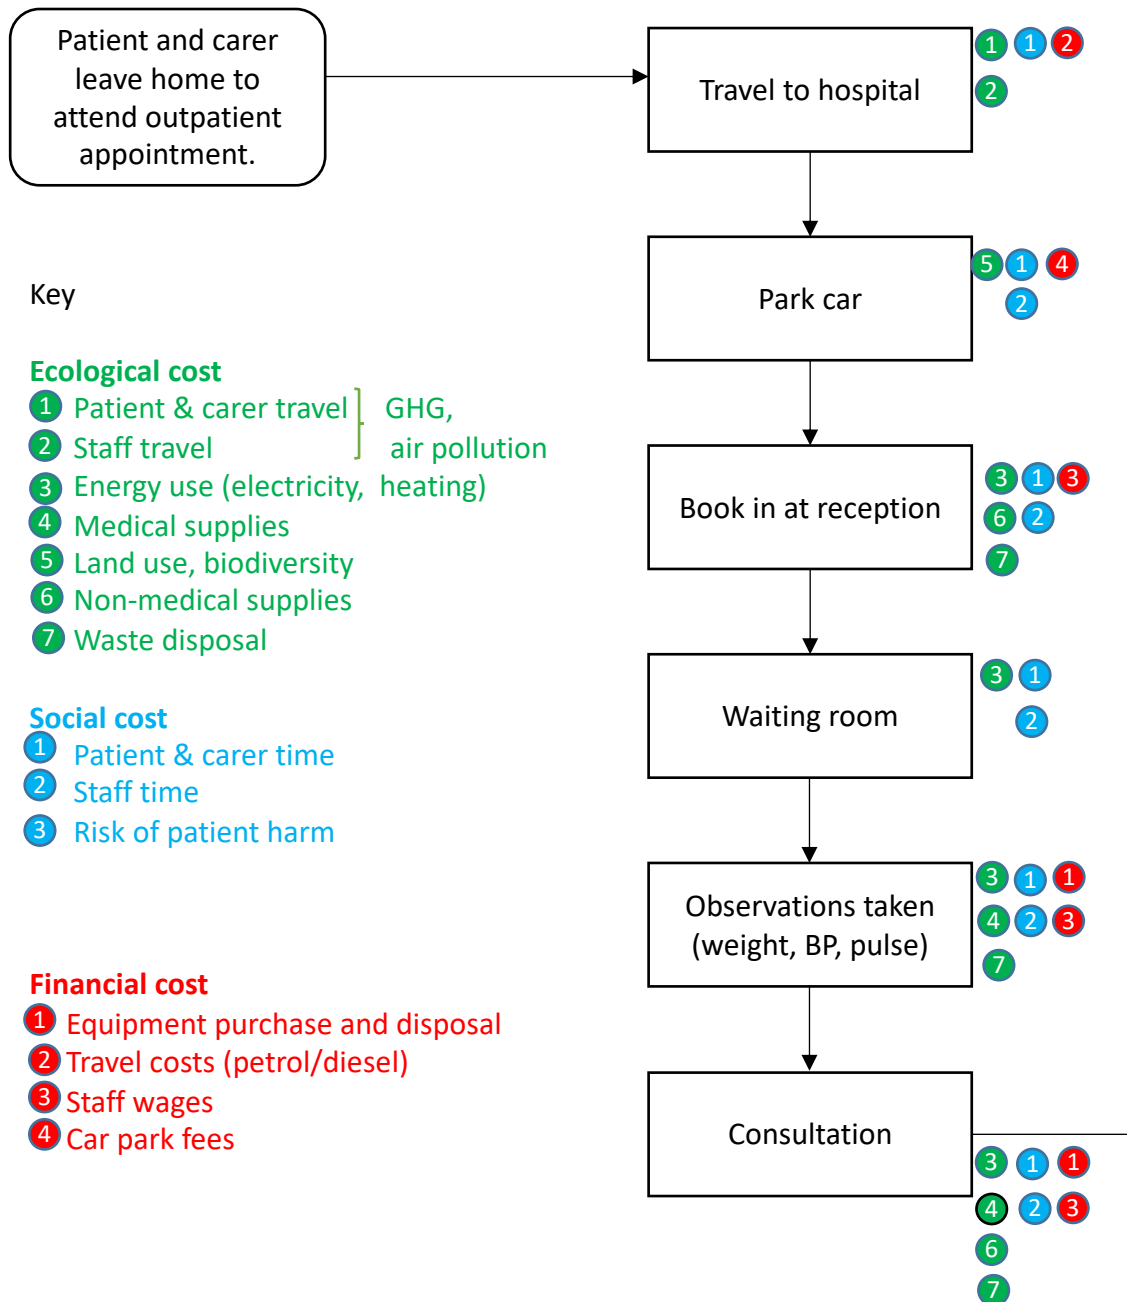 Patient and carer
leave home to
attend outpatient
appointment.
Travel to hospital
1 1 2
2
Park car
5 1 4
2
Key
Ecological cost
1 Patient & carer travel GHG,
2 Staff travel air pollution
3 Energy use (electricity, heating)
4 Medical supplies
5 Land use, biodiversity
6 Non-medical supplies
7 Waste disposal
Book in at reception
3 1 3
6 2
7
Waiting room
3 1
2
Social cost
1 Patient & carer time
2 Staff time
3 Risk of patient harm
Observations taken
(weight, BP, pulse)
3 1 1
4 2 3
7
Financial cost
1 Equipment purchase and disposal
2 Travel costs (petrol/diesel)
3 Staff wages
4 Car park fees
Consultation
3 1 1
4 2 3
6
7